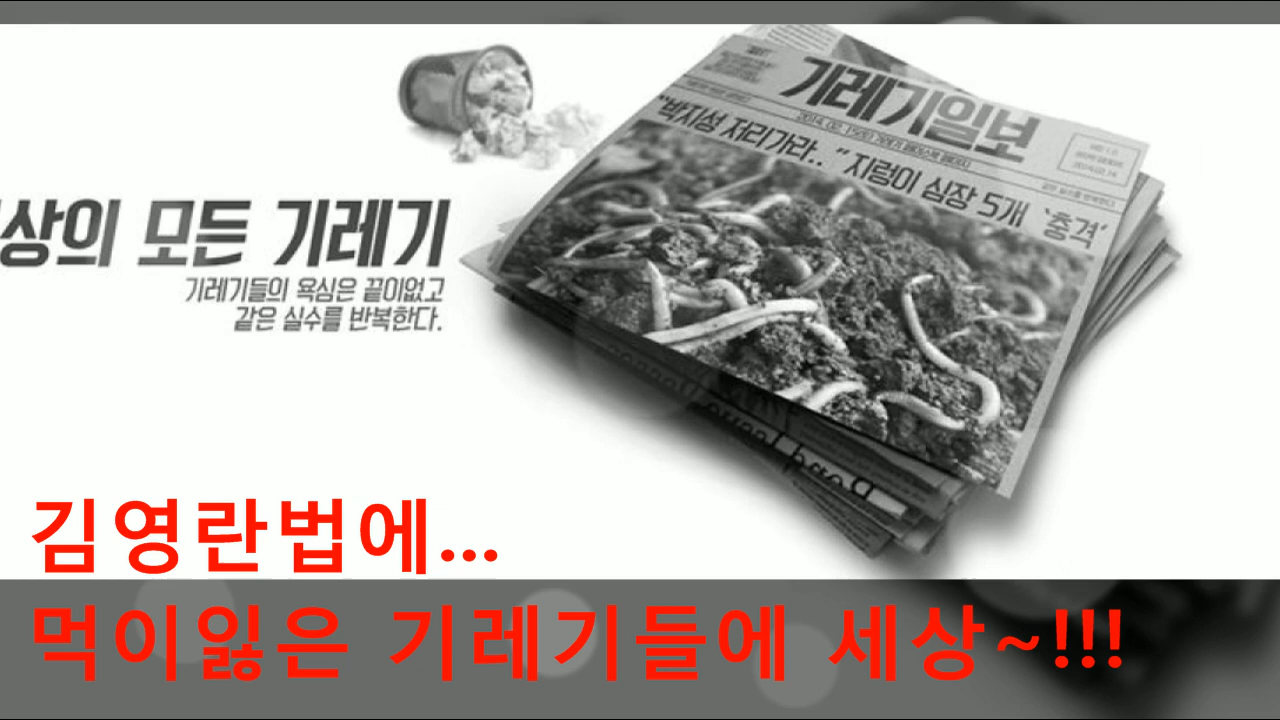 기레기일보
"박지성 저리가라.. "지렁이 심장 5개 '충격'
상의 모든 기레기
기레기들의 욕심은 끝이없고
같은 실수를 반복한다.
김영란법에...
먹이잃은 기레기들에 세상~!!!